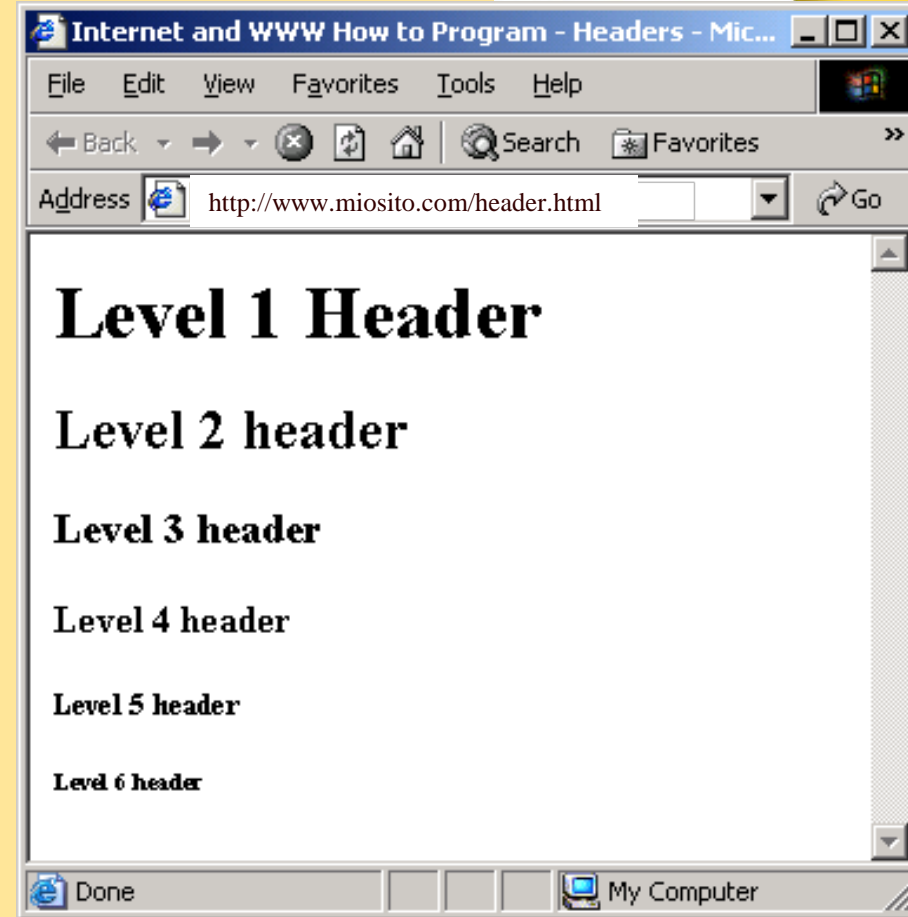 Internet and WWW How to Program - Headers - Mic...
File Edit View Favorites Tools Help
Back Search Favorites »
Address http://www.miosito.com/header.html Go
Level 1 Header
Level 2 header
Level 3 header
Level 4 header
Level 5 header
Level 6 header
Done My Computer